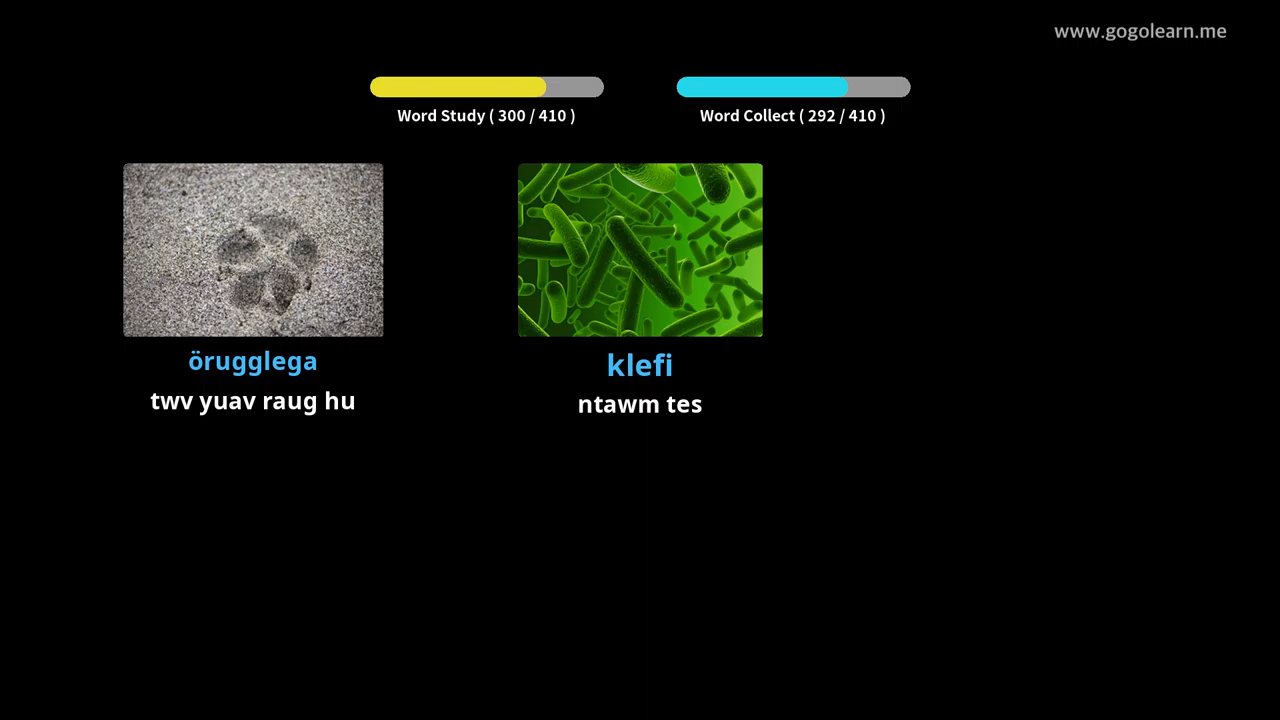 www.gogolearn.me
Word Study ( 300 / 410 )
Word Collect ( 292 / 410 )
örugglega
twv yuav raug hu
klefi
ntawm tes